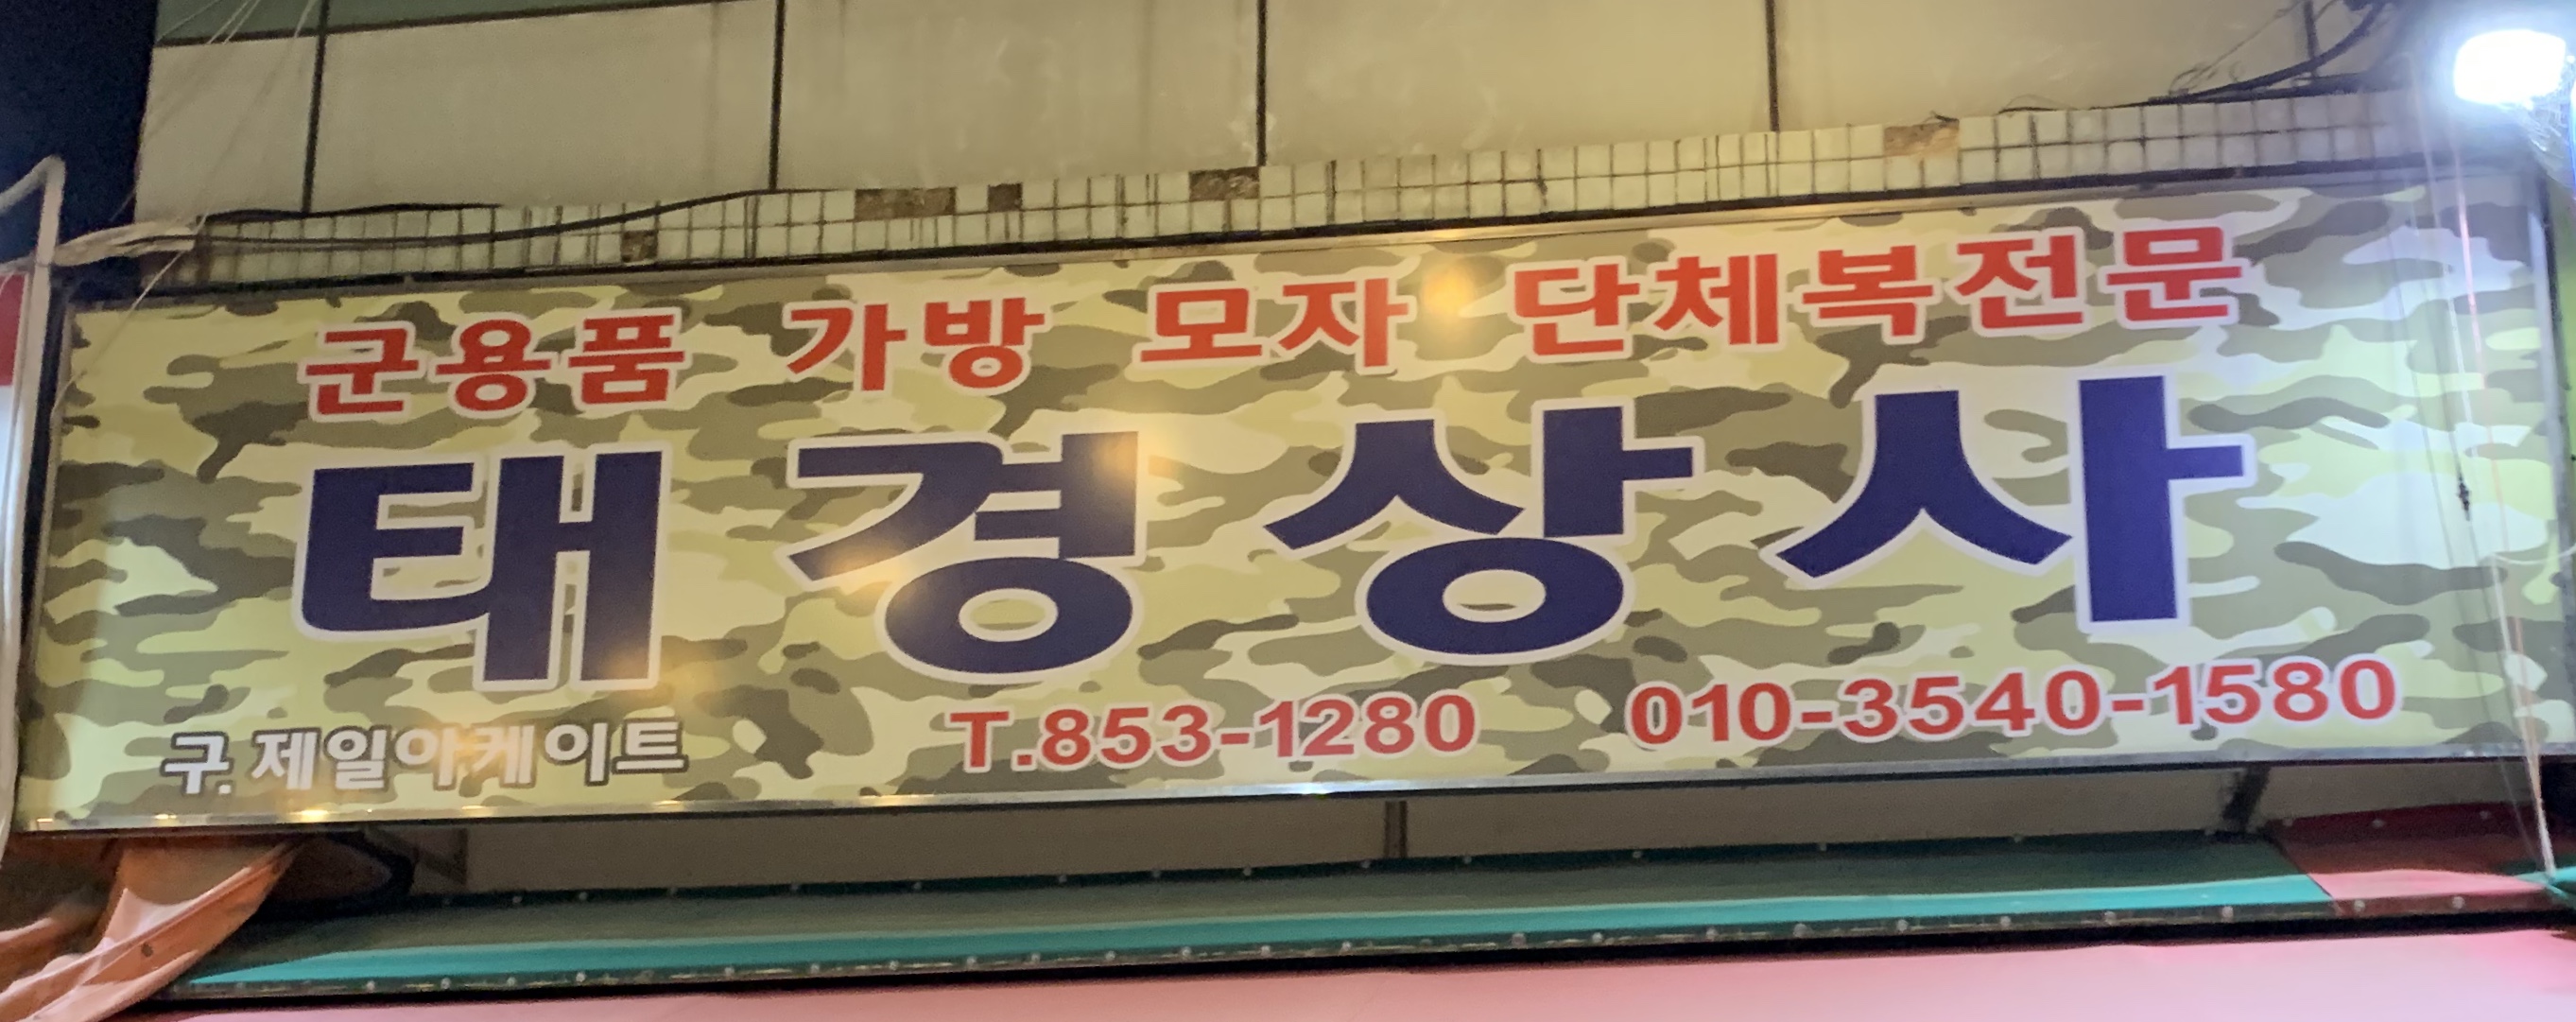 군용품 가방 모자 단체복전문
태경상사
구. 제일아케이트 T.853-1280 010-3540-1580